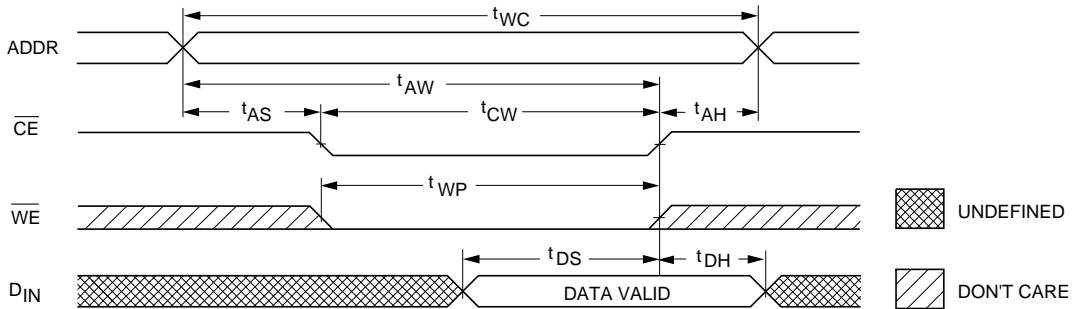 tWC
ADDR
tAW
tAS
tCW
tAH
CE
tWP
WE
UNDEFINED
tDS
tDH
DIN
DATA VALID
DON'T CARE